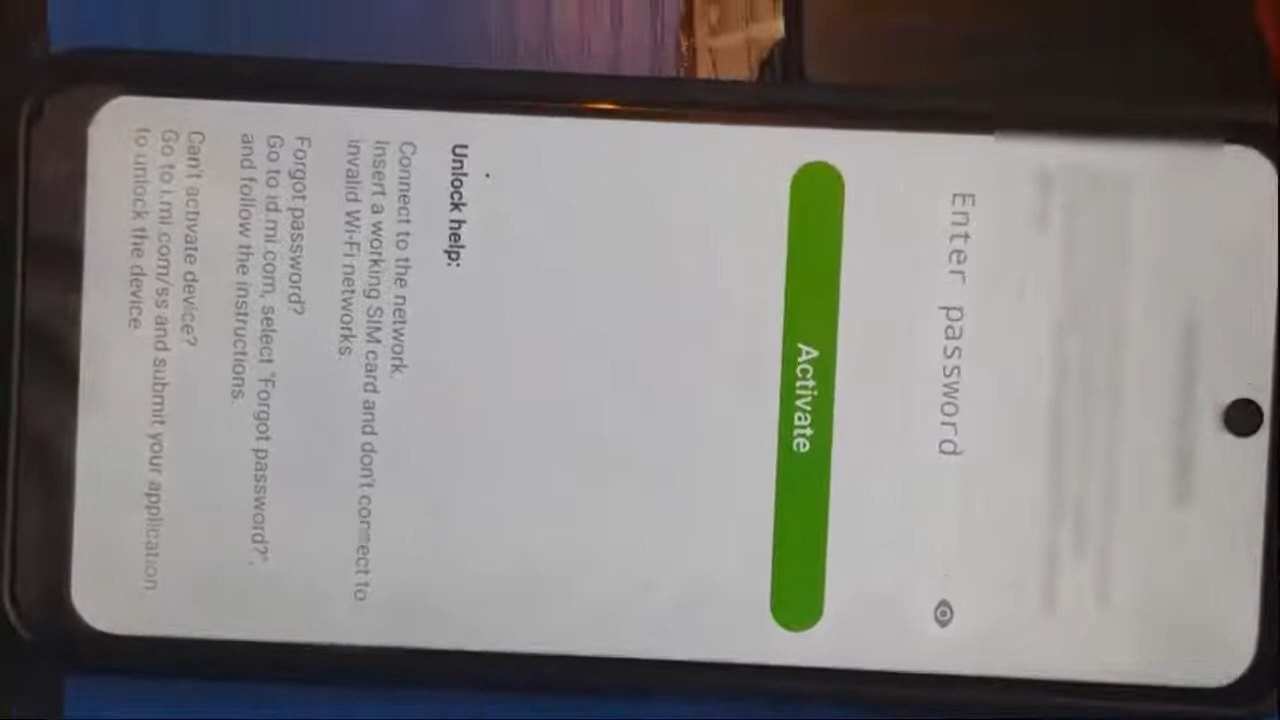 Enter password
Activate
Unlock help:
Connect to the network.
Insert a working SIM card and don't connect to
invalid Wi-Fi networks.
Forgot password?
Go to id.mi.com, select "Forgot password?",
and follow the instructions.
Can't activate device?
Go to i.mi.com/ss and submit your application
to unlock the device